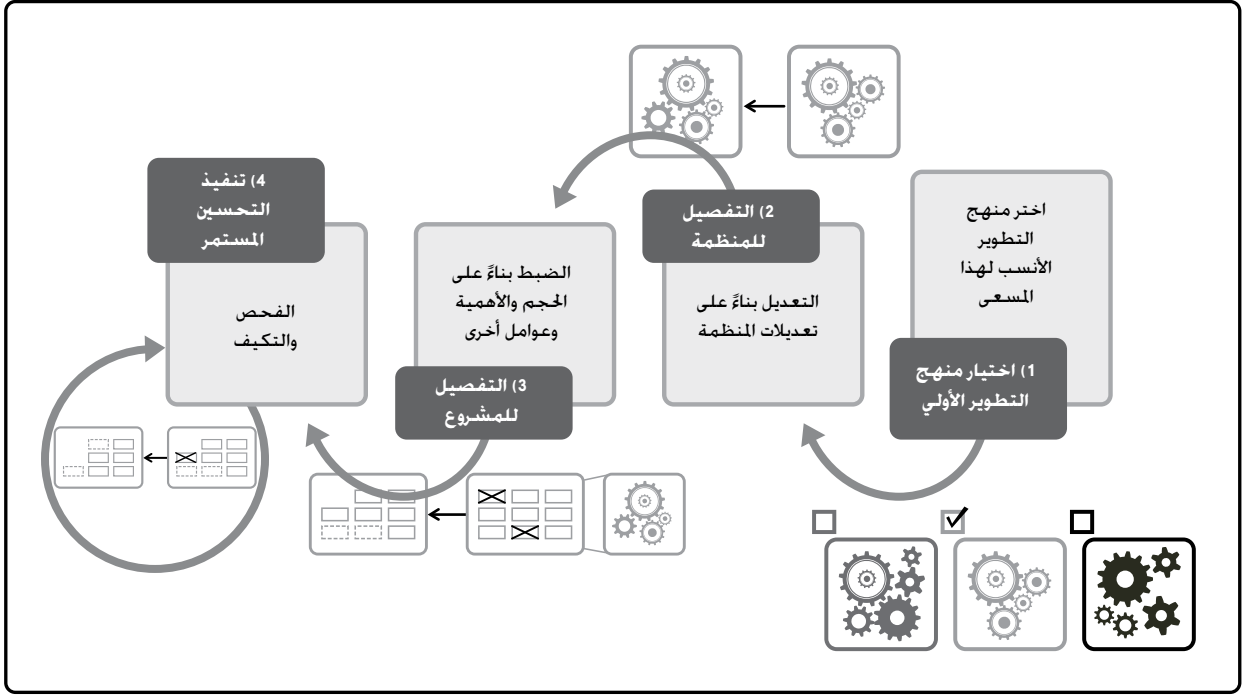 اختر منهج
التطوير
الأنسب لهذا
المسعى
1) اختيار منهج
التطوير الأولي
2) التفصيل
للمنظمة
التعديل بناءً على
تعديلات المنظمة
الضبط بناءً على
الحجم والأهمية
وعوامل أخرى
3) التفصيل
للمشروع
4) تنفيذ
التحسين
المستمر
الفحص
والتكيف